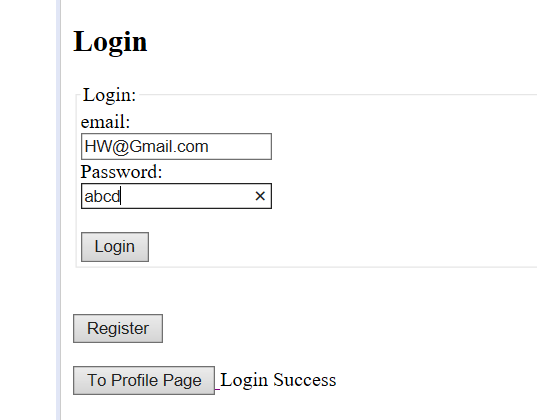 Login
Login:
email:
HW@Gmail.com
Password:
abcd
Login
Register
To Profile Page Login Success